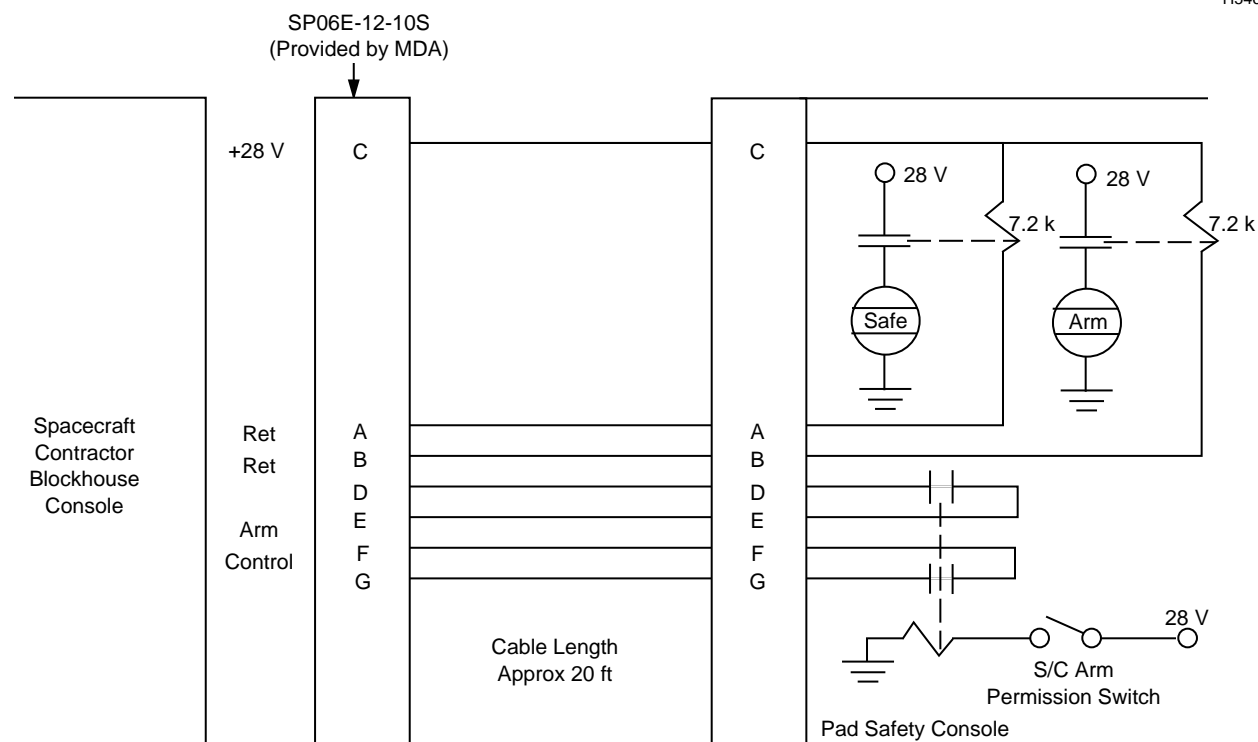 SP06E-12-10S
(Provided by MDA)
+28 V
C
C
28 V
28 V
7.2 k
7.2 k
Safe
Arm
Spacecraft
Contractor
Blockhouse
Console
Ret
A
A
Ret
B
B
D
D
Arm
Control
E
E
F
F
G
G
Cable Length
Approx 20 ft
28 V
S/C Arm
Permission Switch
Pad Safety Console